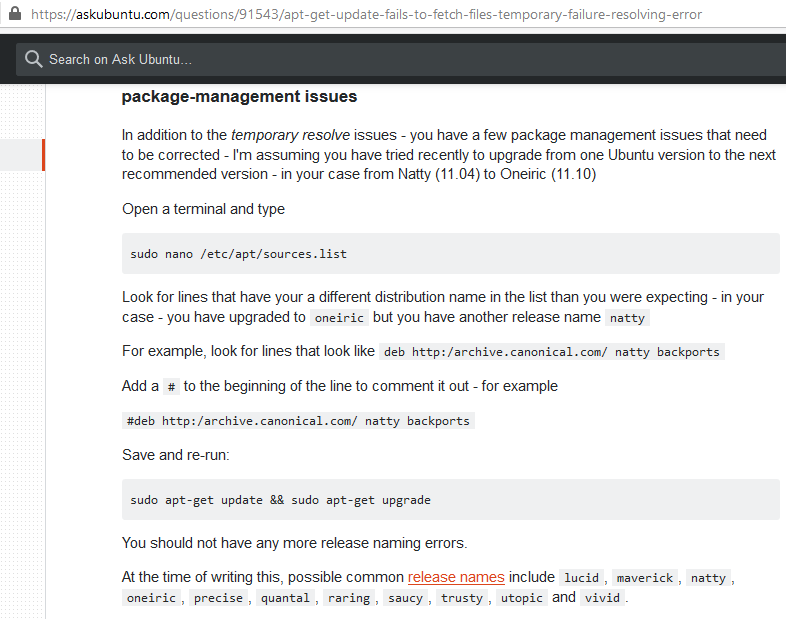 https://askubuntu.com/questions/91543/apt-get-update-fails-to-fetch-files-temporary-failure-resolving-error
Search on Ask Ubuntu...
package-management issues
In addition to the temporary resolve issues - you have a few package management issues that need
to be corrected - I'm assuming you have tried recently to upgrade from one Ubuntu version to the next
recommended version - in your case from Natty (11.04) to Oneiric (11.10)
Open a terminal and type
sudo nano /etc/apt/sources.list
Look for lines that have your a different distribution name in the list than you were expecting - in your
case - you have upgraded to oneiric but you have another release name natty
For example, look for lines that look like deb http:/archive.canonical.com/ natty backports
Add a # to the beginning of the line to comment it out - for example
#deb http:/archive.canonical.com/ natty backports
Save and re-run:
sudo apt-get update && sudo apt-get upgrade
You should not have any more release naming errors.
At the time of writing this, possible common release names include lucid , maverick , natty ,
oneiric , precise , quantal , raring , saucy , trusty , utopic and vivid .